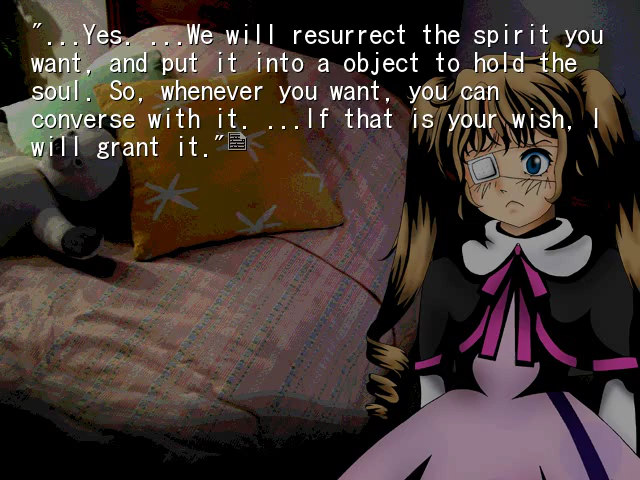 "...Yes. ...We will resurrect the spirit you
want, and put it into a object to hold the
soul. So, whenever you want, you can
converse with it. ...If that is your wish, I
will grant it."